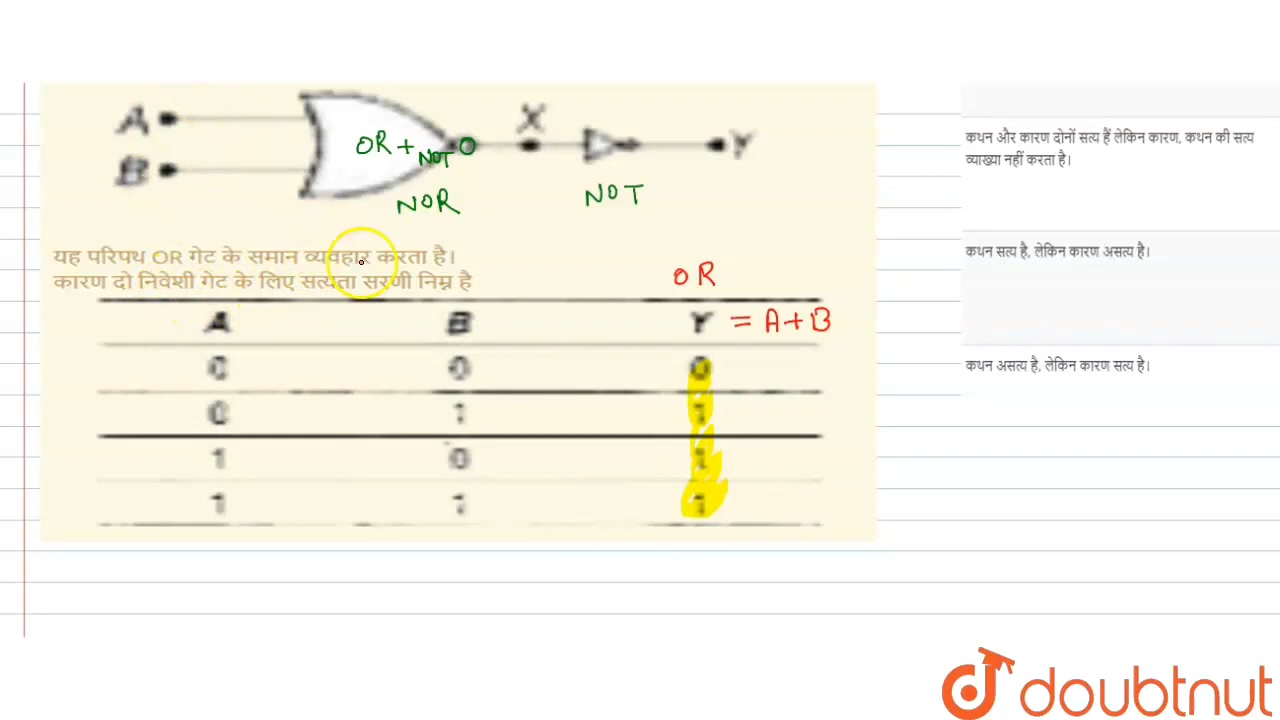 A
B
OR + NOT
NOR
X
NOT
Y
यह परिपथ OR गेट के समान व्यवहार करता है।
कारण दो निवेशी गेट के लिए सत्यता सारणी निम्न है
OR
A B Y = A+B
0 0 0
0 1 1
1 0 1
1 1 1
कथन और कारण दोनों सत्य हैं लेकिन कारण, कथन की सत्य
व्याख्या नहीं करता है।
कथन सत्य है, लेकिन कारण असत्य है।
कथन असत्य है, लेकिन कारण सत्य है।
doubtnut